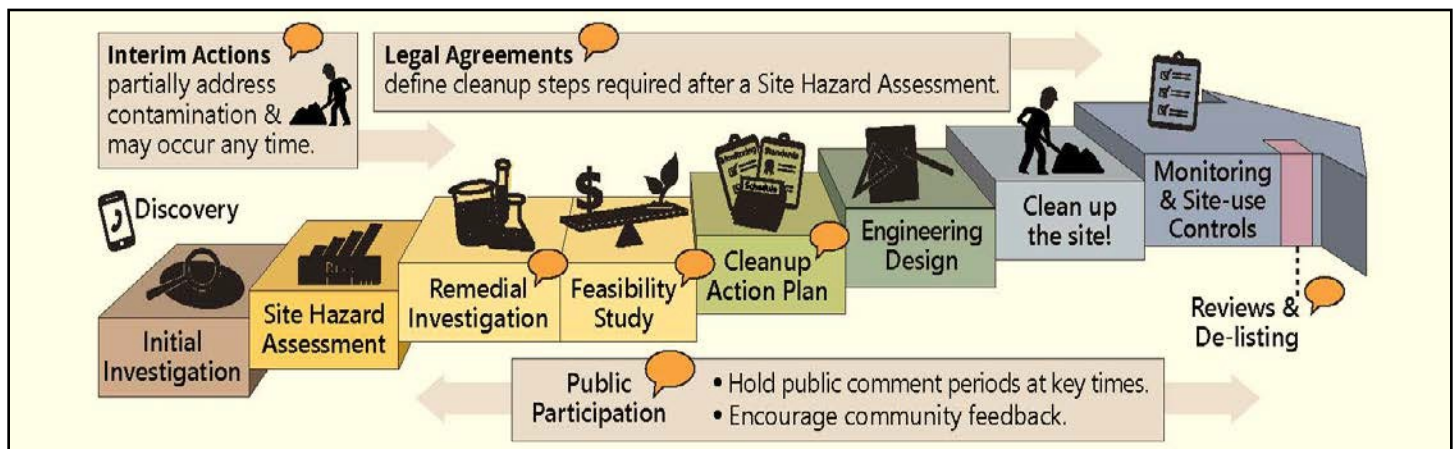 Interim Actions
partially address
contamination &
may occur any time.
Legal Agreements
define cleanup steps required after a Site Hazard Assessment.
Discovery
Initial
Investigation
Site Hazard
Assessment
Remedial
Investigation
$
Feasibility
Study
Monitoring
Standards
Schedule
Cleanup
Action Plan
Engineering
Design
Clean up
the site!
Monitoring
& Site-use
Controls
Reviews &
De-listing
Public
Participation
• Hold public comment periods at key times.
• Encourage community feedback.